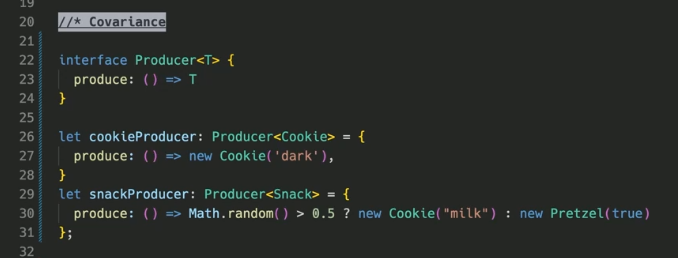 19
20 //* Covariance
21
22 interface Producer<T> {
23   produce: () => T
24 }
25
26 let cookieProducer: Producer<Cookie> = {
27   produce: () => new Cookie('dark'),
28 }
29 let snackProducer: Producer<Snack> = {
30   produce: () => Math.random() > 0.5 ? new Cookie("milk") : new Pretzel(true)
31 };
32